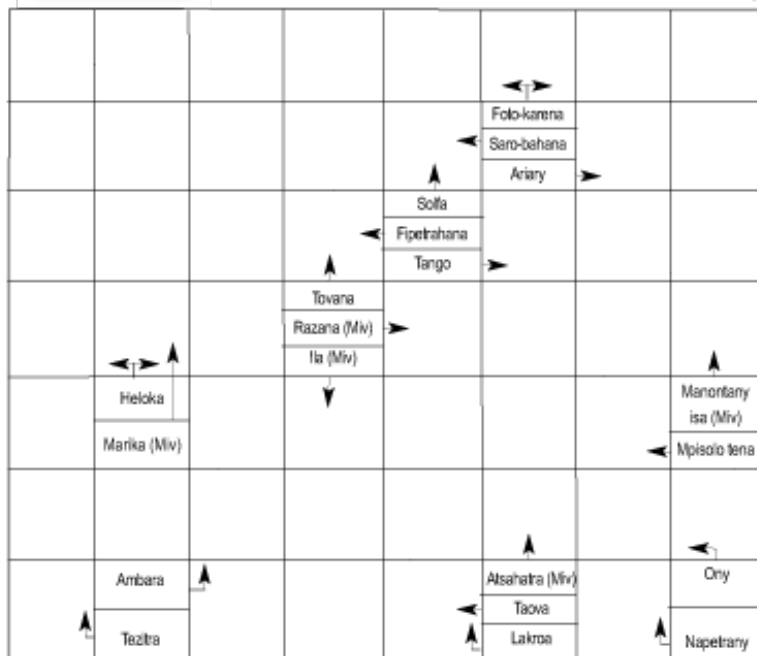 Foto-karena
Saro-bahana
Ariary
Solfa
Fipetrahana
Tango
Tovana
Razana (Miv)
Ila (Miv)
Heloka
Marika (Miv)
Manontany
isa (Miv)
Mpisolo tena
Ambara
Tezitra
Atsahatra (Miv)
Taova
Lakroa
Ony
Napetrany